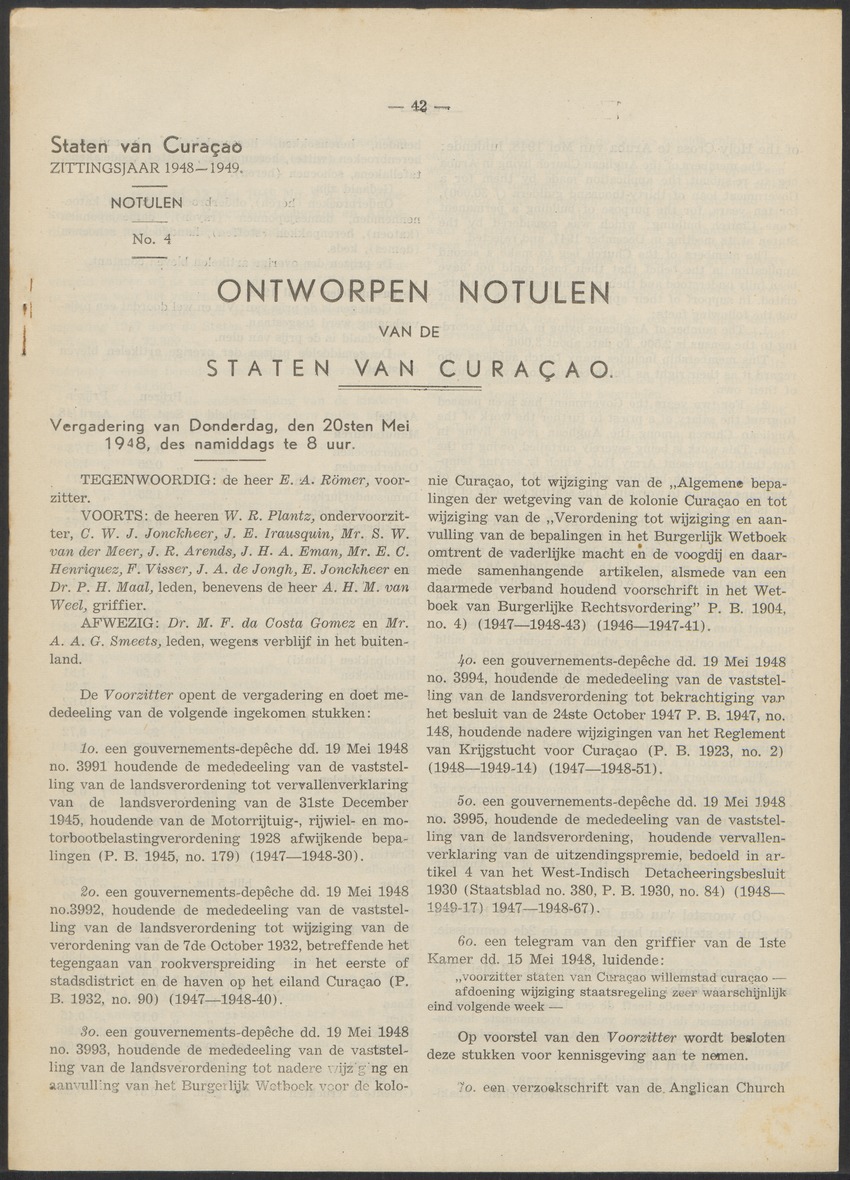 — 42 —
Staten van Curaçao
ZITTINGSJAAR 1948—1949.
NOTULEN
No. 4
ONTWORPEN NOTULEN
VAN DE
STATEN VAN CURAÇAO.
Vergadering van Donderdag, den 20sten Mei
1948, des namiddags te 8 uur.
TEGENWOORDIG: de heer E. A. Römer, voor-
zitter.
VOORTS: de heeren W. R. Plantz, ondervoorzit-
ter, C. W. J. Jonckheer, J. E. Irausquin, Mr. S. W.
van der Meer, J. R. Arends, J. H. A. Eman, Mr. E. C.
Henriquez, F. Visser, J. A. de Jongh, E. Jonckheer en
Dr. P. H. Maal, leden, benevens de heer A. H. M. van
Weel, griffier.
AFWEZIG: Dr. M. F. da Costa Gomez en Mr.
A. A. G. Smeets, leden, wegens verblijf in het buiten-
land.
De Voorzitter opent de vergadering en doet me-
dedeeling van de volgende ingekomen stukken:
1o. een gouvernements-depêche dd. 19 Mei 1948
no. 3991 houdende de mededeeling van de vaststel-
ling van de landsverordening tot vervallenverklaring
van de landsverordening van de 31ste December
1945, houdende van de Motorrijtuig-, rijwiel- en mo-
torbootbelastingverordening 1928 afwijkende bepa-
lingen (P. B. 1945, no. 179) (1947—1948-30).
2o. een gouvernements-depêche dd. 19 Mei 1948
no.3992, houdende de mededeeling van de vaststel-
ling van de landsverordening tot wijziging van de
verordening van de 7de October 1932, betreffende het
tegengaan van rookverspreiding in het eerste of
stadsdistrict en de haven op het eiland Curaçao (P.
B. 1932, no. 90) (1947—1948-40).
3o. een gouvernements-depêche dd. 19 Mei 1948
no. 3993, houdende de mededeeling van de vaststel-
ling van de landsverordening tot nadere wijziging en
aanvulling van het Burgerlijk Wetboek voor de kolo-
nie Curaçao, tot wijziging van de „Algemene bepa-
lingen der wetgeving van de kolonie Curaçao en tot
wijziging van de „Verordening tot wijziging en aan-
vulling van de bepalingen in het Burgerlijk Wetboek
omtrent de vaderlijke macht en de voogdij en daar-
mede samenhangende artikelen, alsmede van een
daarmede verband houdend voorschrift in het Wet-
boek van Burgerlijke Rechtsvordering” P. B. 1904,
no. 4) (1947—1948-43) (1946—1947-41).
4o. een gouvernements-depêche dd. 19 Mei 1948
no. 3994, houdende de mededeeling van de vaststel-
ling van de landsverordening tot bekrachtiging van
het besluit van de 24ste October 1947 P. B. 1947, no.
148, houdende nadere wijzigingen van het Reglement
van Krijgstucht voor Curaçao (P. B. 1923, no. 2)
(1948—1949-14) (1947—1948-51).
5o. een gouvernements-depêche dd. 19 Mei 1948
no. 3995, houdende de mededeeling van de vaststel-
ling van de landsverordening, houdende vervallen-
verklaring van de uitzendingspremie, bedoeld in ar-
tikel 4 van het West-Indisch Detacheeringsbesluit
1930 (Staatsblad no. 380, P. B. 1930, no. 84) (1948—
1949-17) 1947—1948-67).
6o. een telegram van den griffier van de 1ste
Kamer dd. 15 Mei 1948, luidende:
„voorzitter staten van Curaçao willemstad curaçao —
afdoening wijziging staatsregeling zeer waarschijnlijk
eind volgende week —
Op voorstel van den Voorzitter wordt besloten
deze stukken voor kennisgeving aan te nemen.
7o. een verzoekschrift van de Anglican Church